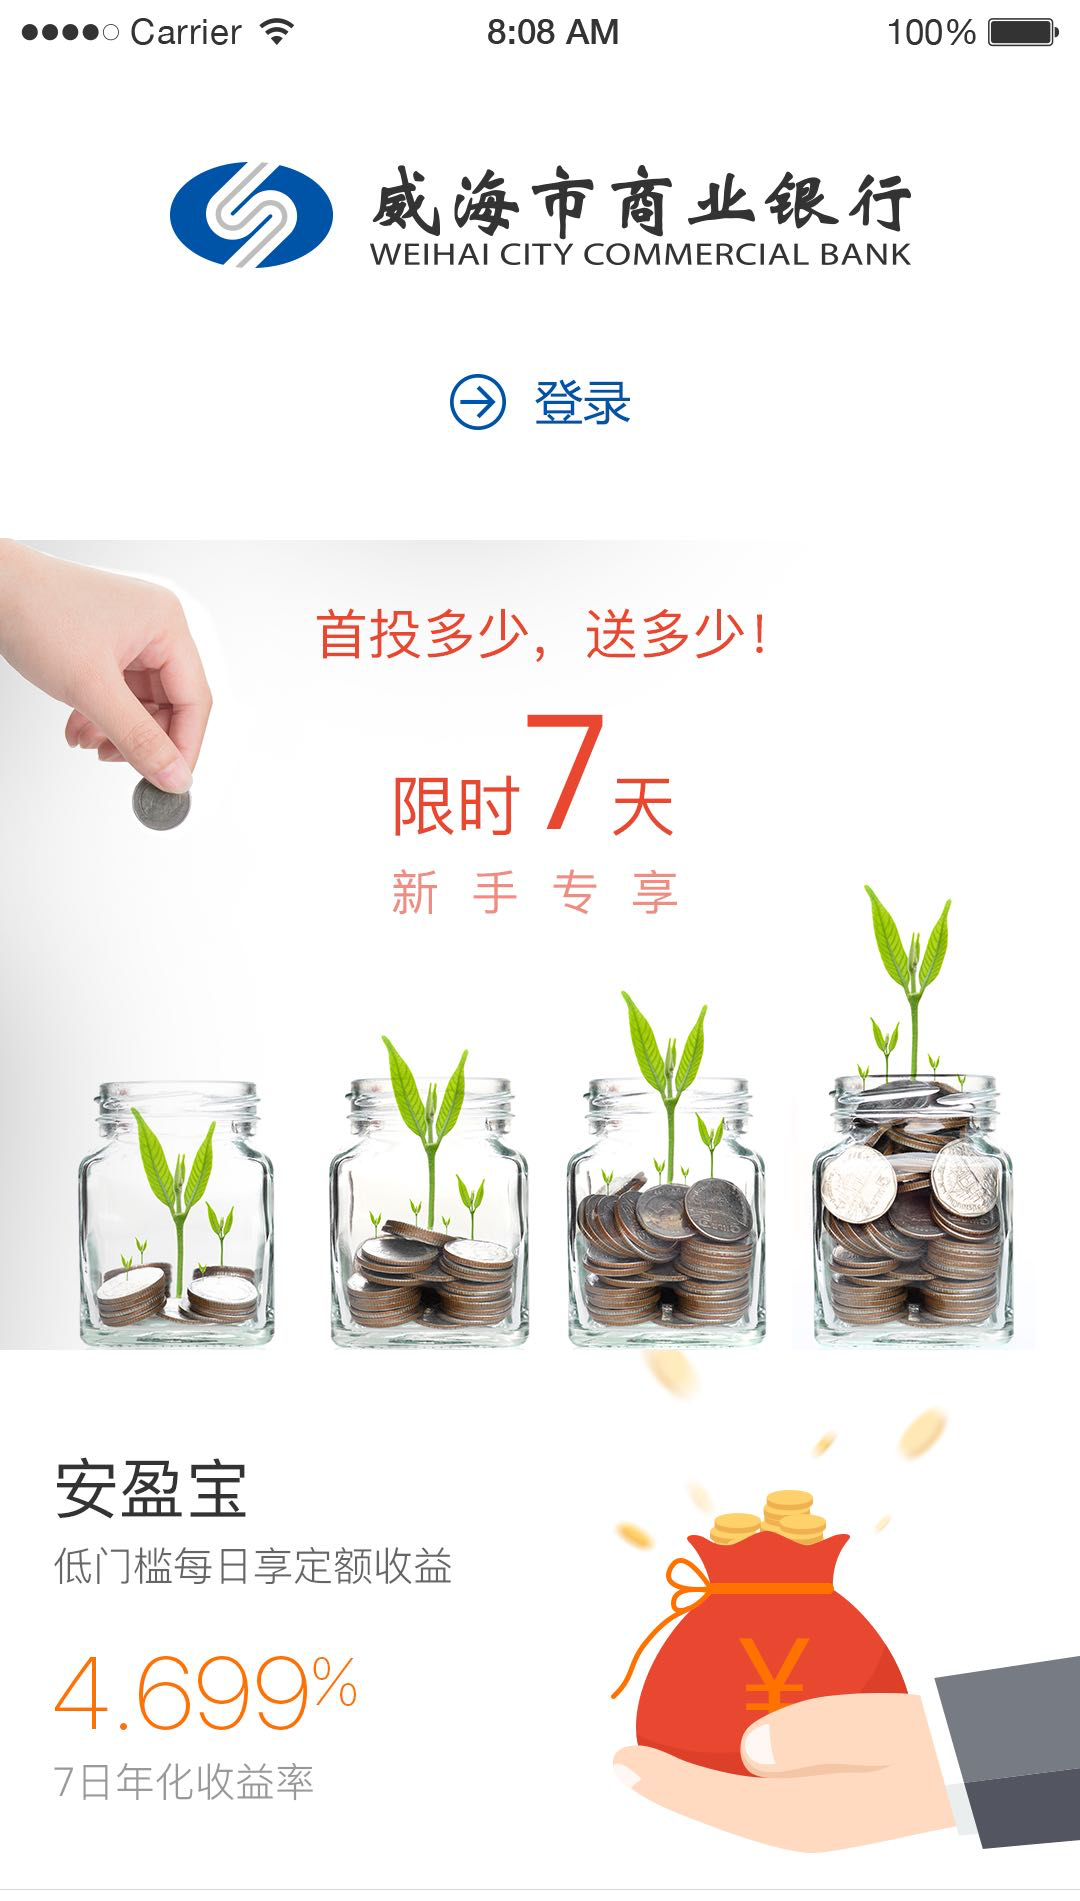 Carrier 8:08 AM 100%
威海市商业银行
WEIHAI CITY COMMERCIAL BANK
登录
首投多少，送多少！
限时7天
新手专享
安盈宝
低门槛每日享定额收益
4.699%
7日年化收益率
¥